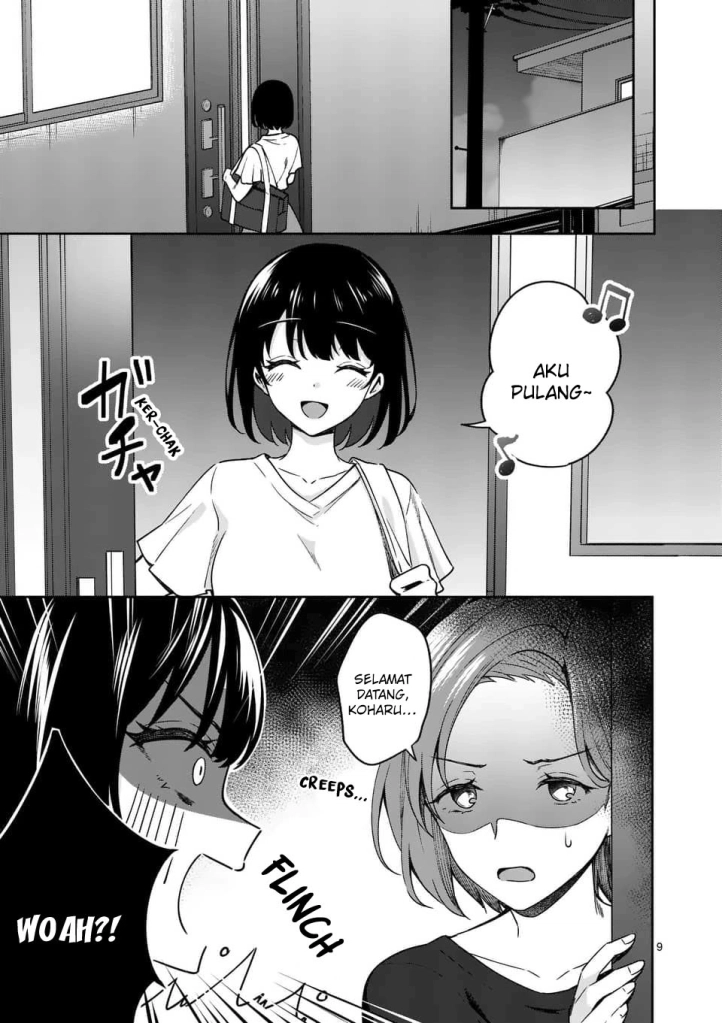 AKU
PULANG~
ガチャ
KER-CHAK
SELAMAT
DATANG,
KOHARU...
CREEPS...
FLINCH
WOAH?!
9